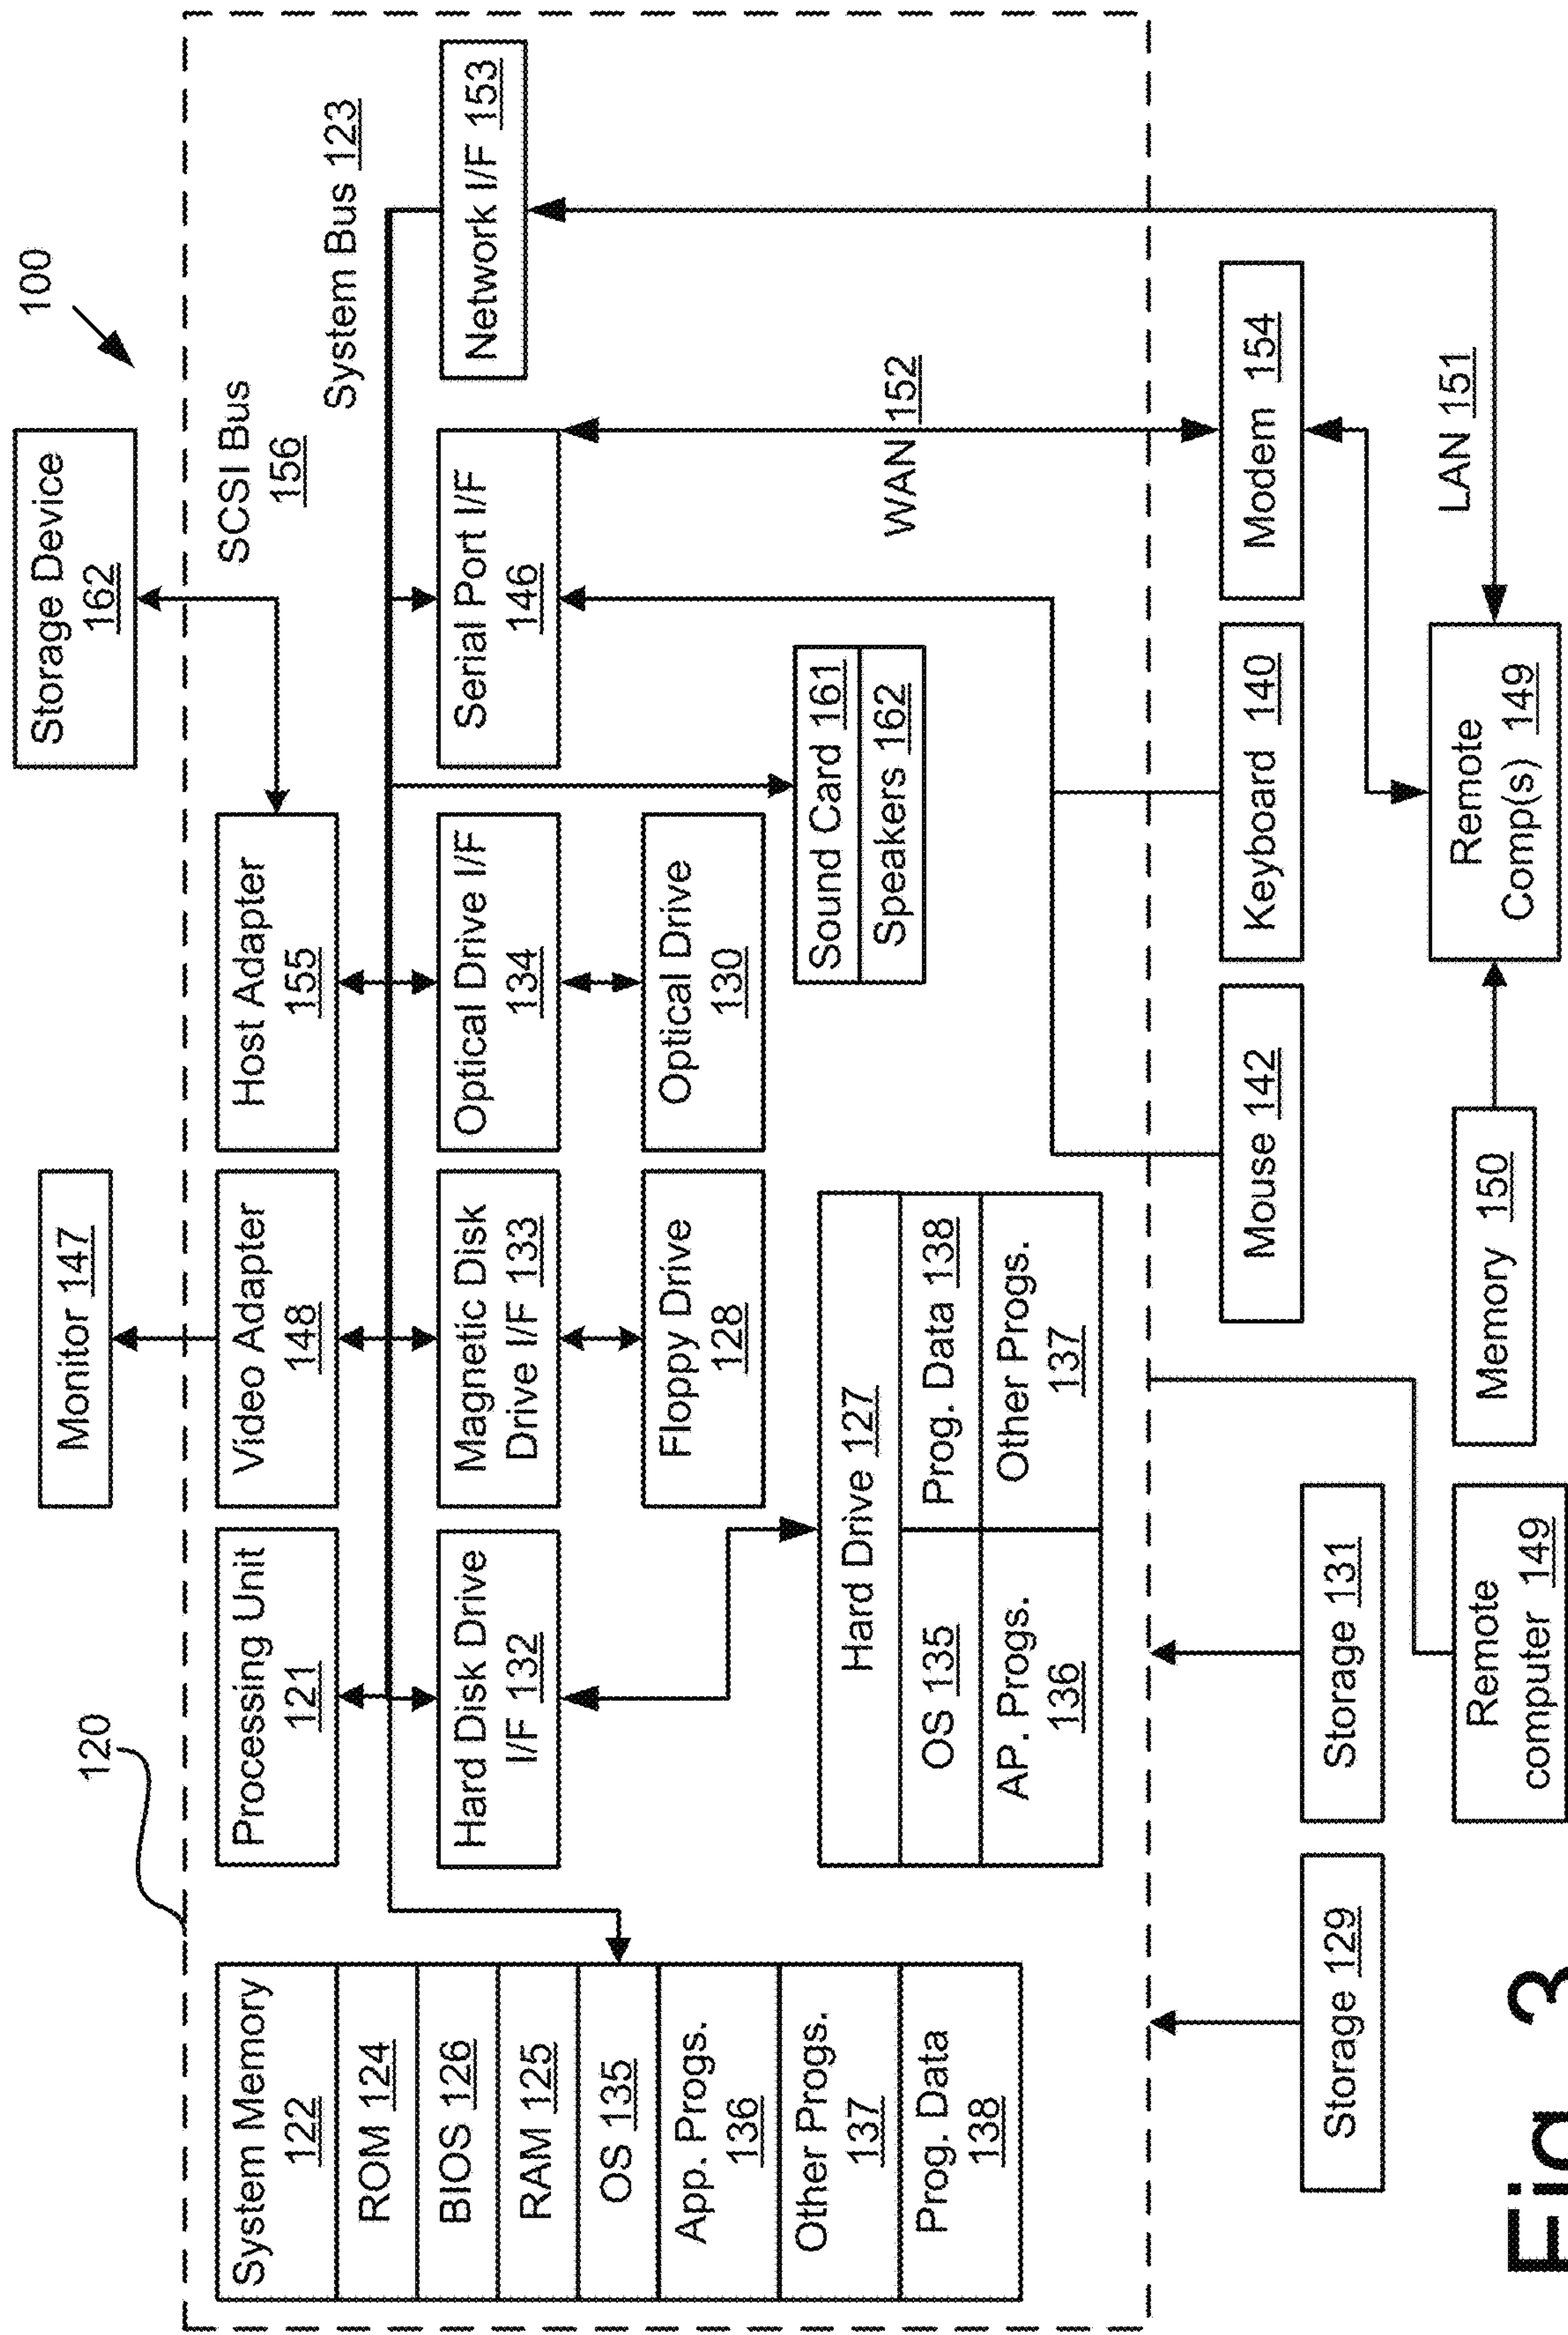 100
120
Monitor 147
Storage Device
162
SCSI Bus
156
System Bus 123
System Memory
122
ROM 124
BIOS 126
RAM 125
OS 135
App. Progs.
136
Other Progs.
137
Prog. Data
138
Processing Unit
121
Video Adapter
148
Host Adapter
155
Hard Disk Drive
I/F 132
Magnetic Disk
Drive I/F 133
Optical Drive I/F
134
Serial Port I/F
146
Network I/F 153
Floppy Drive
128
Optical Drive
130
Sound Card 161
Speakers 162
Hard Drive 127
OS 135
Prog. Data 138
AP. Progs.
136
Other Progs.
137
WAN 152
Mouse 142
Keyboard 140
Modem 154
Storage 129
Storage 131
LAN 151
Remote
computer 149
Memory 150
Remote
Comp(s) 149
Fig. 3